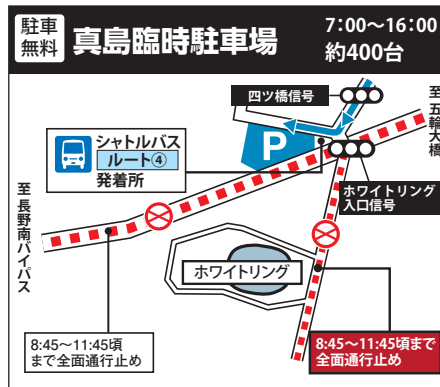 駐車
無料
真島臨時駐車場
7:00～16:00
約400台
四ツ橋信号
至 五輪大橋
P
シャトルバス
ルート④
発着所
ホワイトリング
入口信号
至 長野南バイパス
ホワイトリング
8:45～11:45頃
まで全面通行止め
8:45～11:45頃まで
全面通行止め